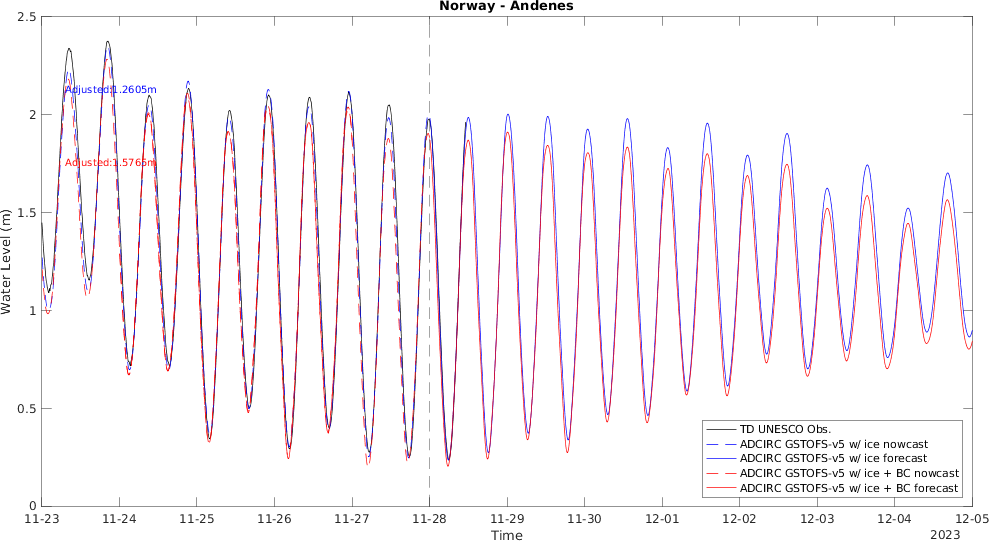 Norway - Andenes
2.5
2
1.5
1
0.5
0
Water Level (m)
Adjusted:1.2605m
Adjusted:1.5765m
TD UNESCO Obs.
ADCIRC GSTOFS-v5 w/ ice nowcast
ADCIRC GSTOFS-v5 w/ ice forecast
ADCIRC GSTOFS-v5 w/ ice + BC nowcast
ADCIRC GSTOFS-v5 w/ ice + BC forecast
11-23 11-24 11-25 11-26 11-27 11-28 11-29 11-30 12-01 12-02 12-03 12-04 12-05
Time
2023